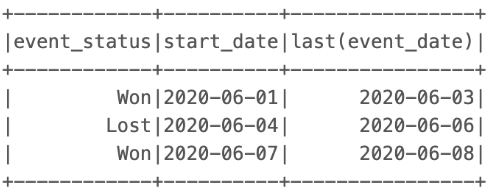 +------------+----------+----------------+
|event_status|start_date|last(event_date)|
+------------+----------+----------------+
|         Won|2020-06-01|      2020-06-03|
|        Lost|2020-06-04|      2020-06-06|
|         Won|2020-06-07|      2020-06-08|
+------------+----------+----------------+